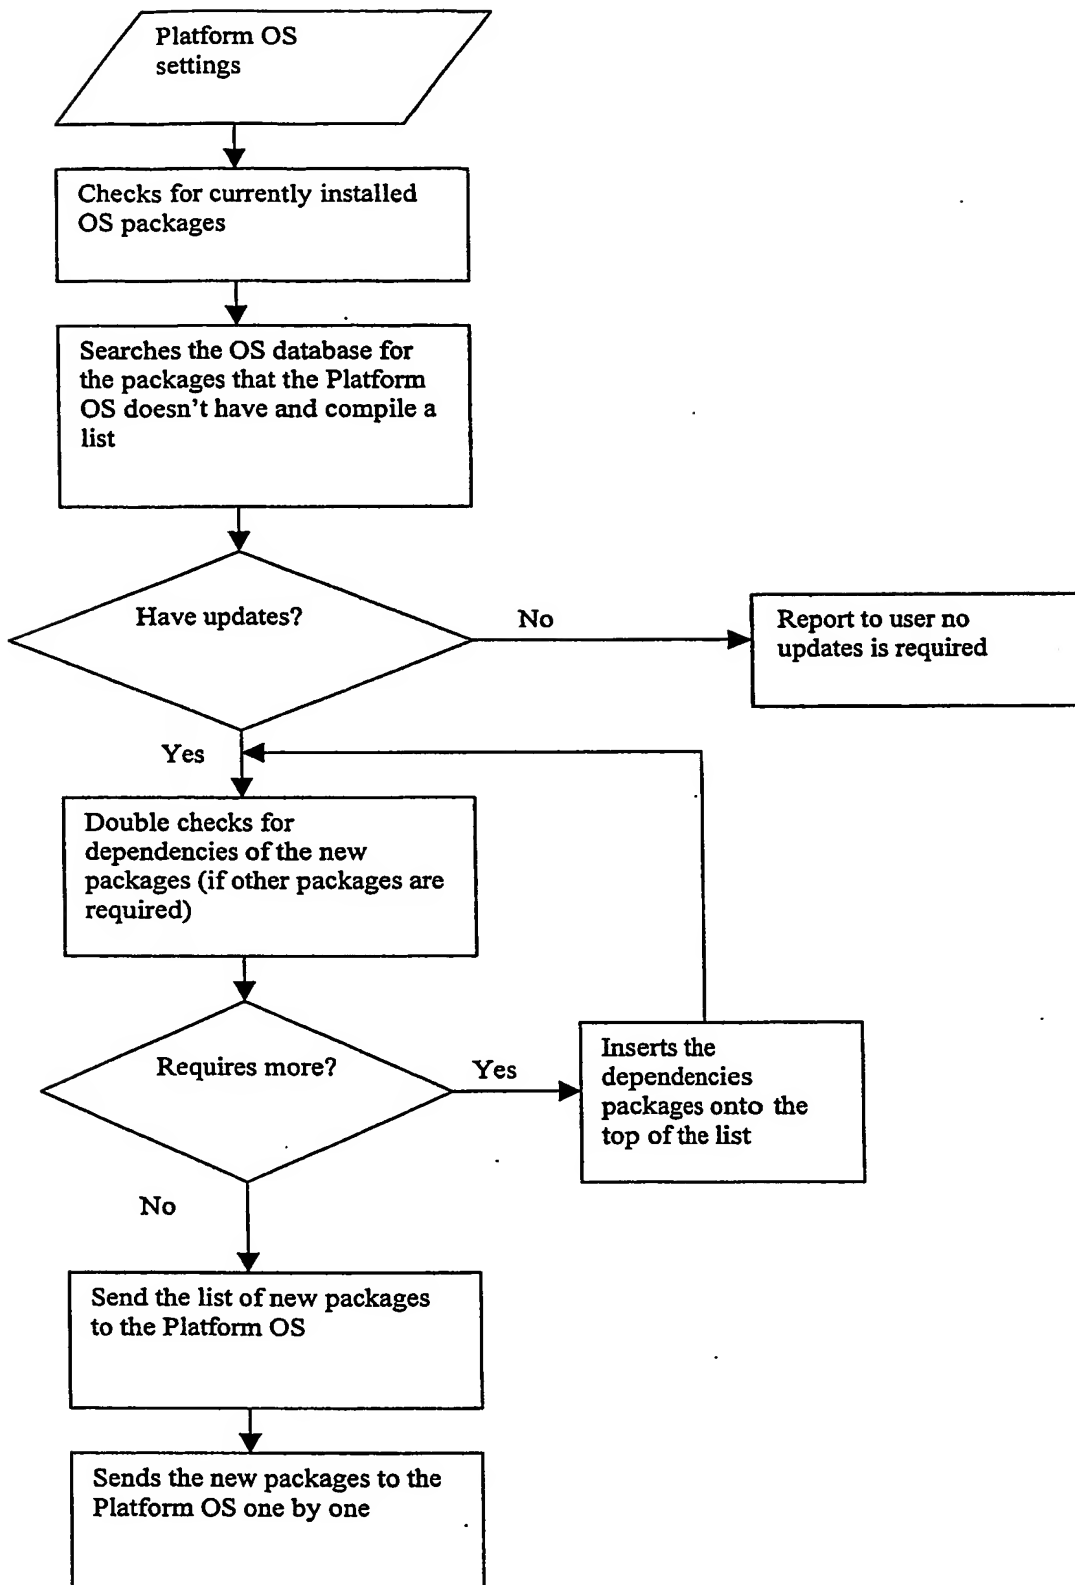 Platform OS
settings
Checks for currently installed
OS packages
Searches the OS database for
the packages that the Platform
OS doesn't have and compile a
list
Have updates?
No
Report to user no
updates is required
Yes
Double checks for
dependencies of the new
packages (if other packages are
required)
Requires more?
Yes
Inserts the
dependencies
packages onto the
top of the list
No
Send the list of new packages
to the Platform OS
Sends the new packages to the
Platform OS one by one